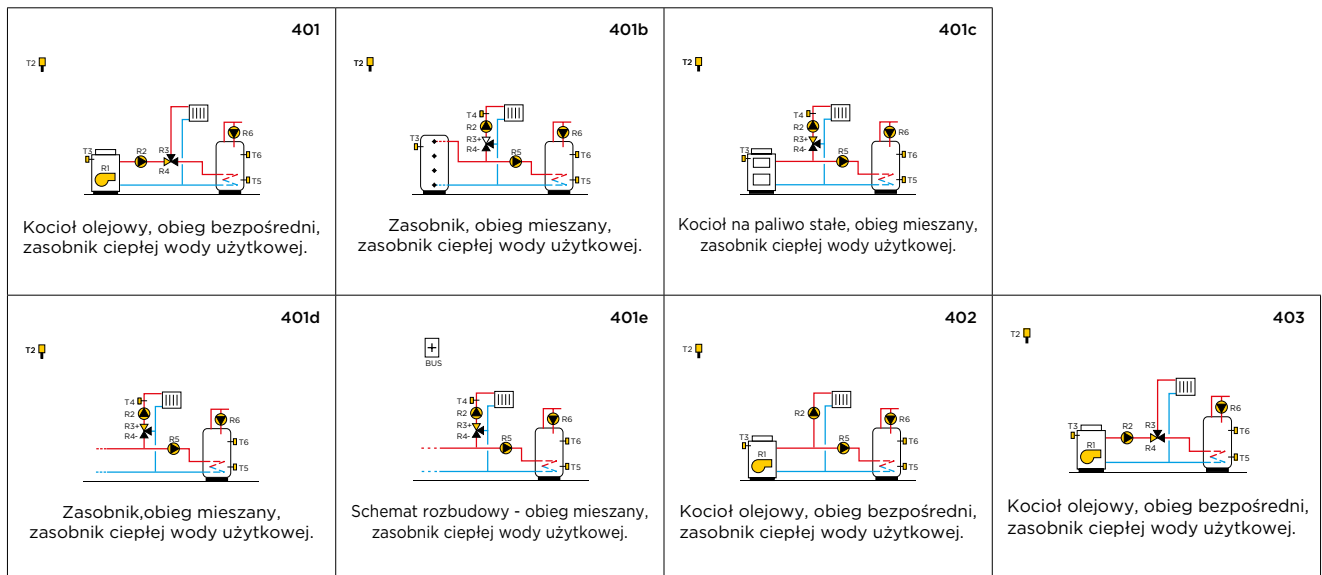 401
T2
R6
R3
R2
T3
T6
R1
R4
T5
Kocioł olejowy, obieg bezpośredni,
zasobnik ciepłej wody użytkowej.
401b
T2
T4
R2
R6
T3
R3+
R4-
R5
T6
T5
Zasobnik, obieg mieszany,
zasobnik ciepłej wody użytkowej.
401c
T2
T4
R2
R6
R3+
R4-
T3
R5
T6
T5
Kocioł na paliwo stałe, obieg mieszany,
zasobnik ciepłej wody użytkowej.
401d
T2
T4
R2
R6
R3+
R4-
R5
T6
T5
Zasobnik,obieg mieszany,
zasobnik ciepłej wody użytkowej.
401e
BUS
T4
R2
R6
R3+
R4-
R5
T6
T5
Schemat rozbudowy - obieg mieszany,
zasobnik ciepłej wody użytkowej.
402
T2
R2
R6
T3
R5
T6
R1
T5
Kocioł olejowy, obieg bezpośredni,
zasobnik ciepłej wody użytkowej.
403
T2
R6
R3
R2
T3
T6
R1
R4
T5
Kocioł olejowy, obieg bezpośredni,
zasobnik ciepłej wody użytkowej.